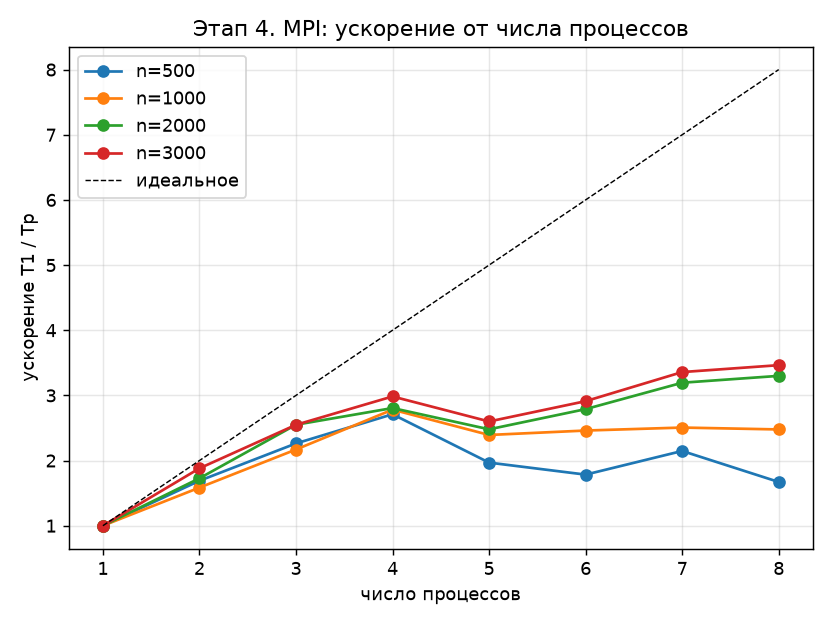 Этап 4. MPI: ускорение от числа процессов
n=500
n=1000
n=2000
n=3000
идеальное
ускорение T1 / Tp
8
7
6
5
4
3
2
1
1 2 3 4 5 6 7 8
число процессов